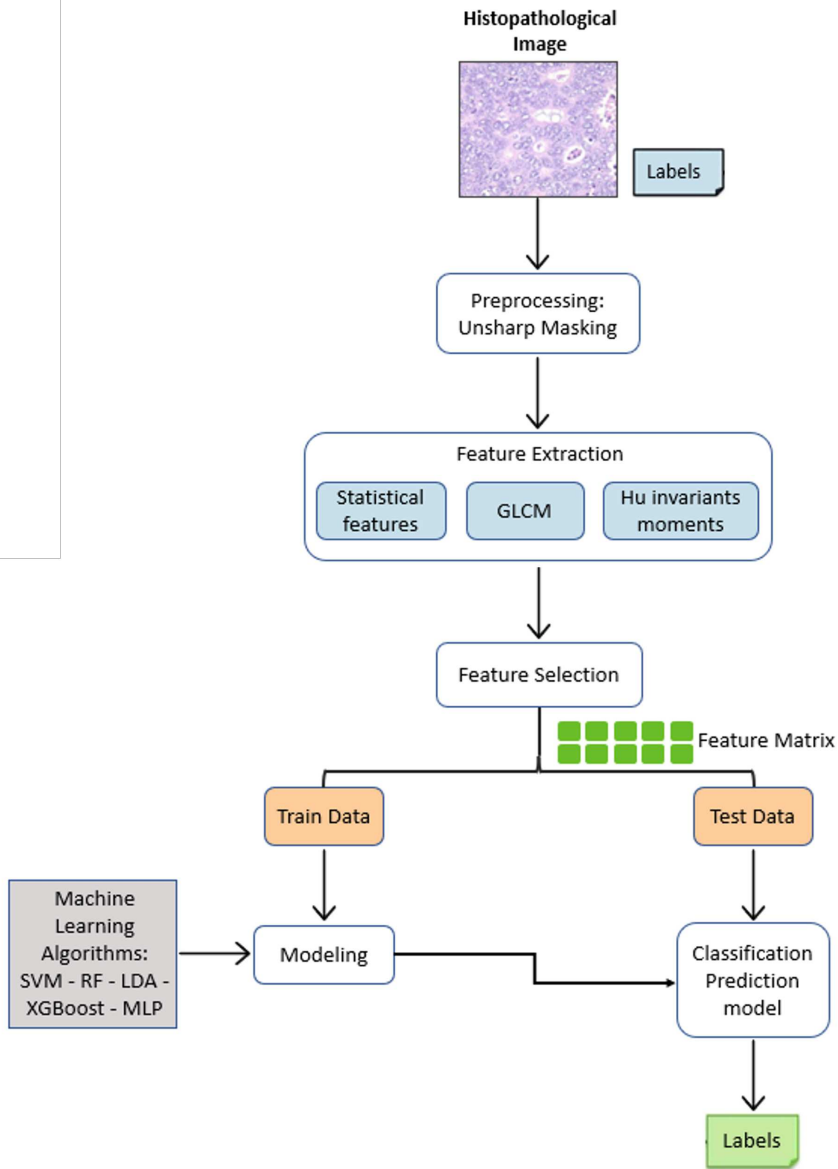 Histopathological
Image
Labels
Preprocessing:
Unsharp Masking
Feature Extraction
Statistical
features
GLCM
Hu invariants
moments
Feature Selection
Feature Matrix
Train Data
Test Data
Machine
Learning
Algorithms:
SVM - RF - LDA -
XGBoost - MLP
Modeling
Classification
Prediction
model
Labels